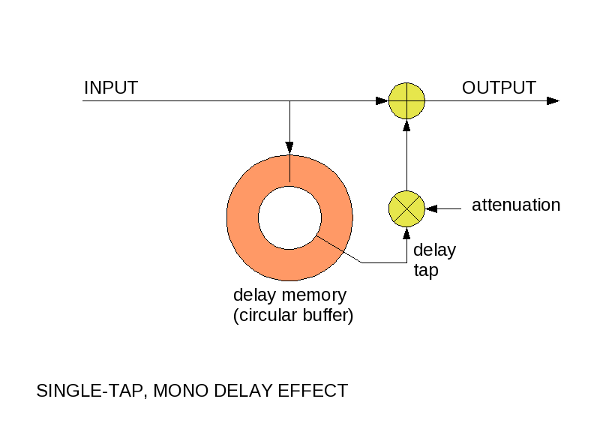 INPUT
OUTPUT
attenuation
delay
tap
delay memory
(circular buffer)
SINGLE-TAP, MONO DELAY EFFECT